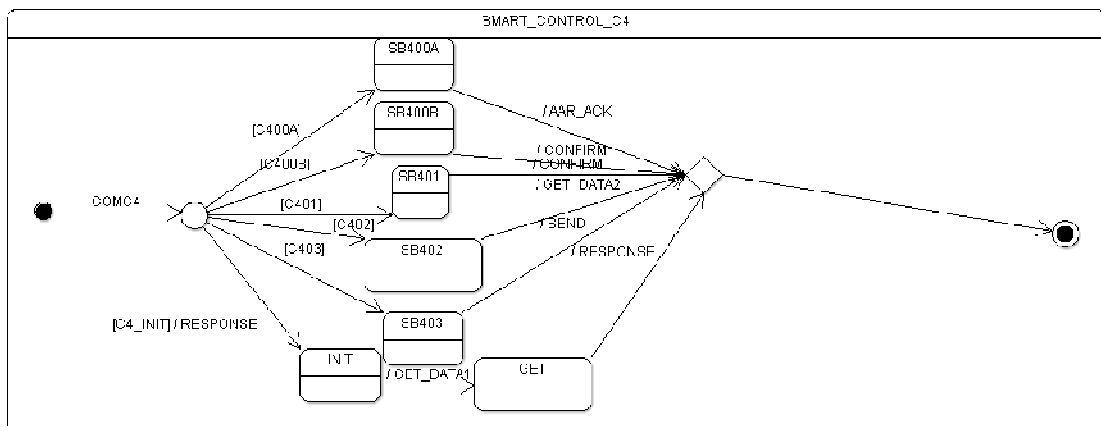 SMART_CONTROL_C4
SB400A
/ AAR_ACK
SB400B
[C400A]
[C400B]
/ CONFIRM
/ CONFIRM
SB401
/ GET_DATA2
COMC4
[C401]
[C402]
/ SEND
[C403]
SB402
/ RESPONSE
[C4_INIT] / RESPONSE
SB403
INIT
/ GET_DATA1
GET